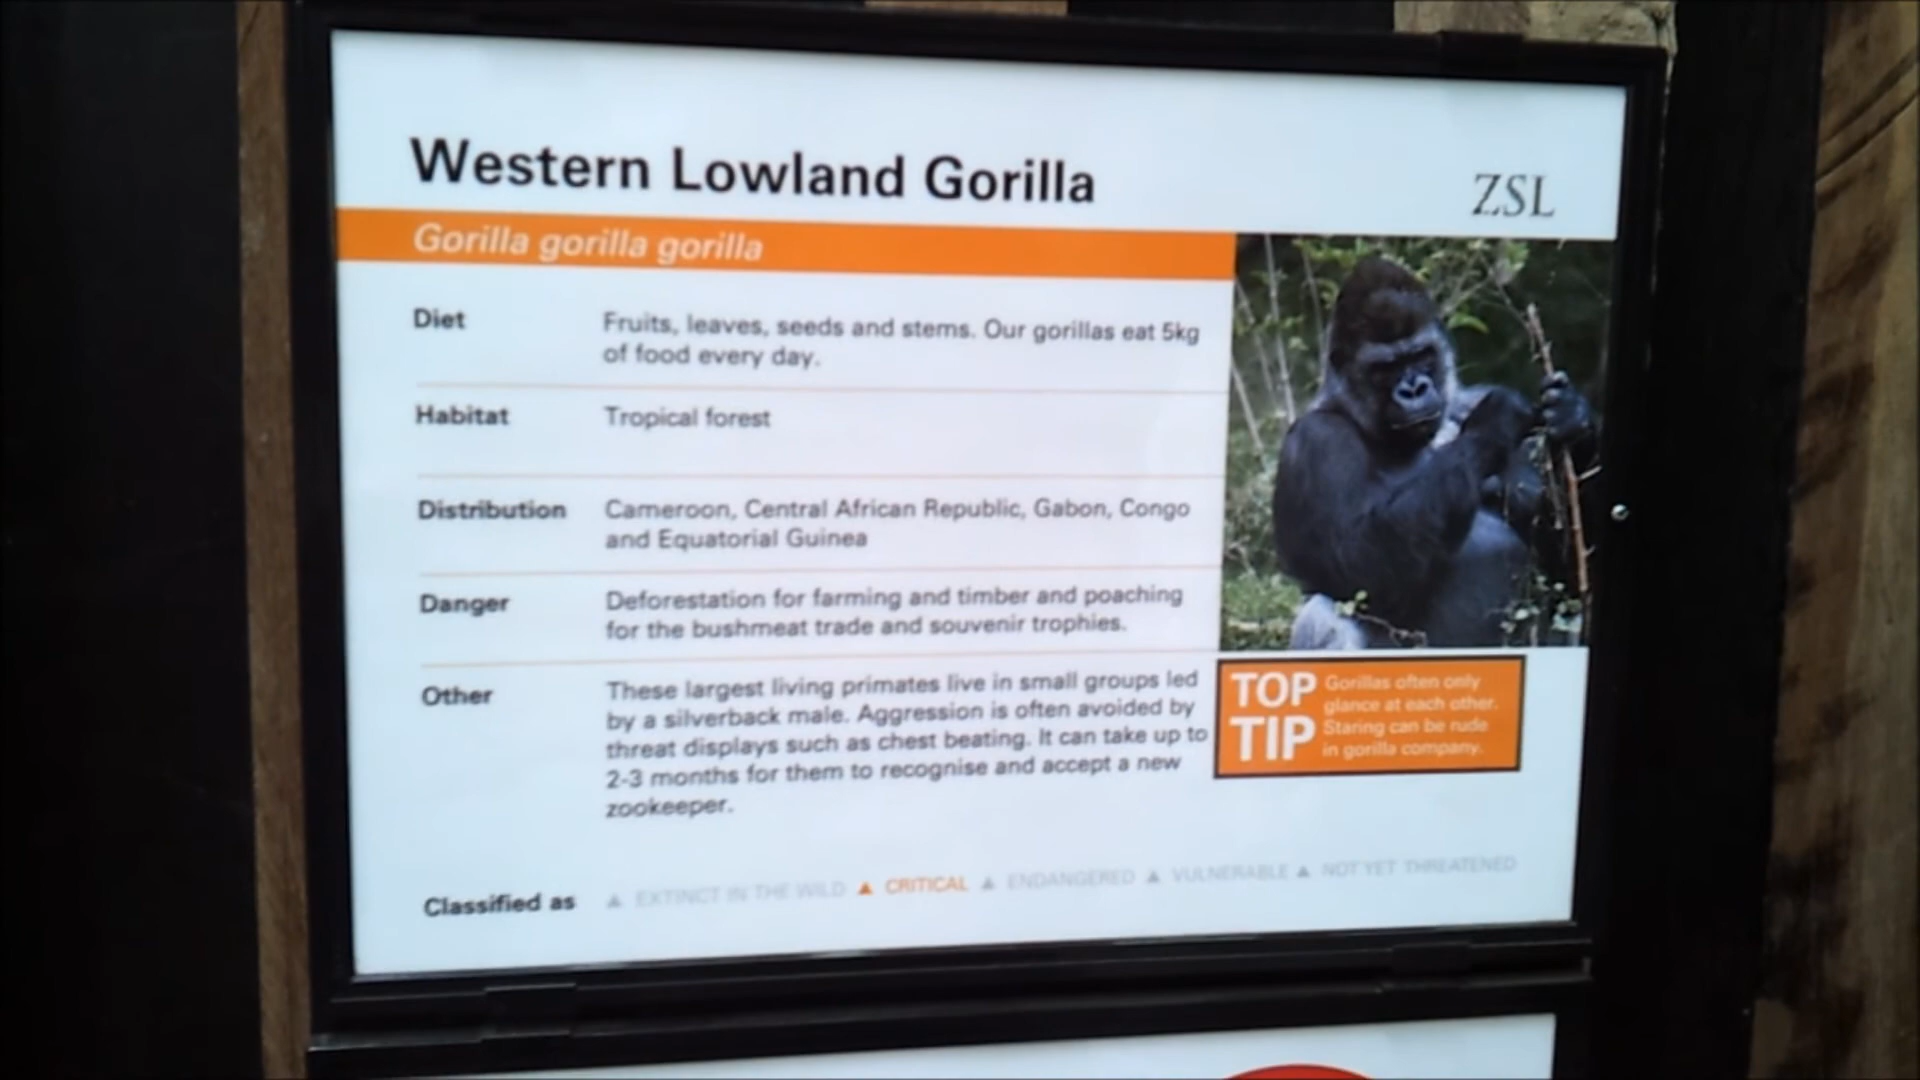 Western Lowland Gorilla
ZSL
Gorilla gorilla gorilla
Diet
Fruits, leaves, seeds and stems. Our gorillas eat 5kg
of food every day.
Habitat
Tropical forest
Distribution
Cameroon, Central African Republic, Gabon, Congo
and Equatorial Guinea
Danger
Deforestation for farming and timber and poaching
for the bushmeat trade and souvenir trophies.
Other
These largest living primates live in small groups led
by a silverback male. Aggression is often avoided by
threat displays such as chest beating. It can take up to
2-3 months for them to recognise and accept a new
zookeeper.
TOP
TIP
Gorillas often only
glance at each other.
Staring can be rude
in gorilla company.
Classified as
▲ EXTINCT IN THE WILD ▲ CRITICAL ▲ ENDANGERED ▲ VULNERABLE ▲ NOT YET THREATENED